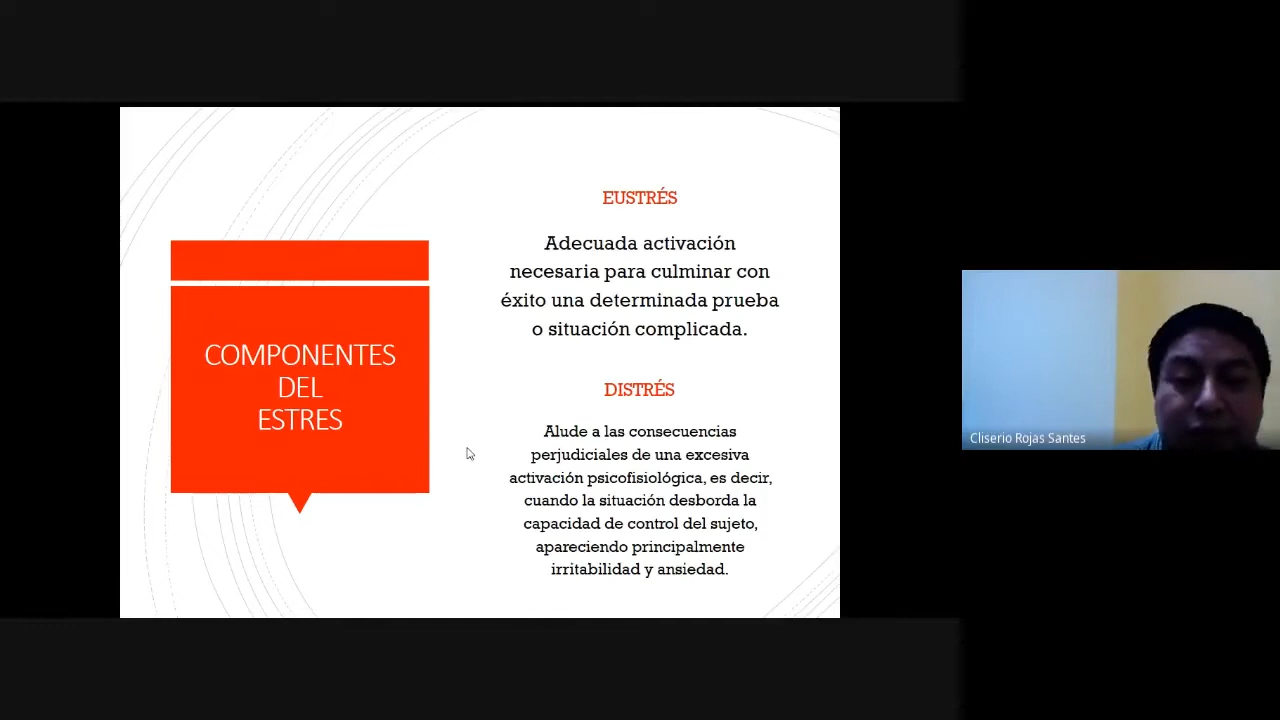 COMPONENTES
DEL
ESTRES
EUSTRÉS
Adecuada activación
necesaria para culminar con
éxito una determinada prueba
o situación complicada.
DISTRÉS
Alude a las consecuencias
perjudiciales de una excesiva
activación psicofisiológica, es decir,
cuando la situación desborda la
capacidad de control del sujeto,
apareciendo principalmente
irritabilidad y ansiedad.
Cliserio Rojas Santes